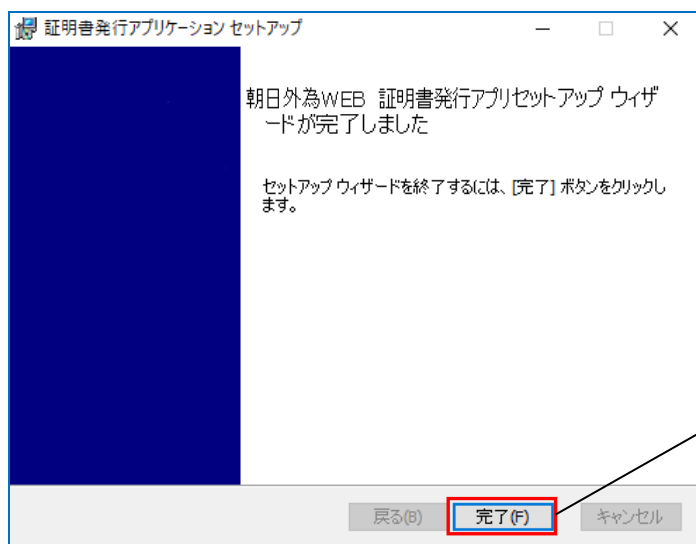 証明書発行アプリケーション セットアップ
朝日外為WEB 証明書発行アプリセットアップ ウィザ
ードが完了しました
セットアップ ウィザードを終了するには、[完了] ボタンをクリックし
ます。
戻る(B) 完了(F) キャンセル